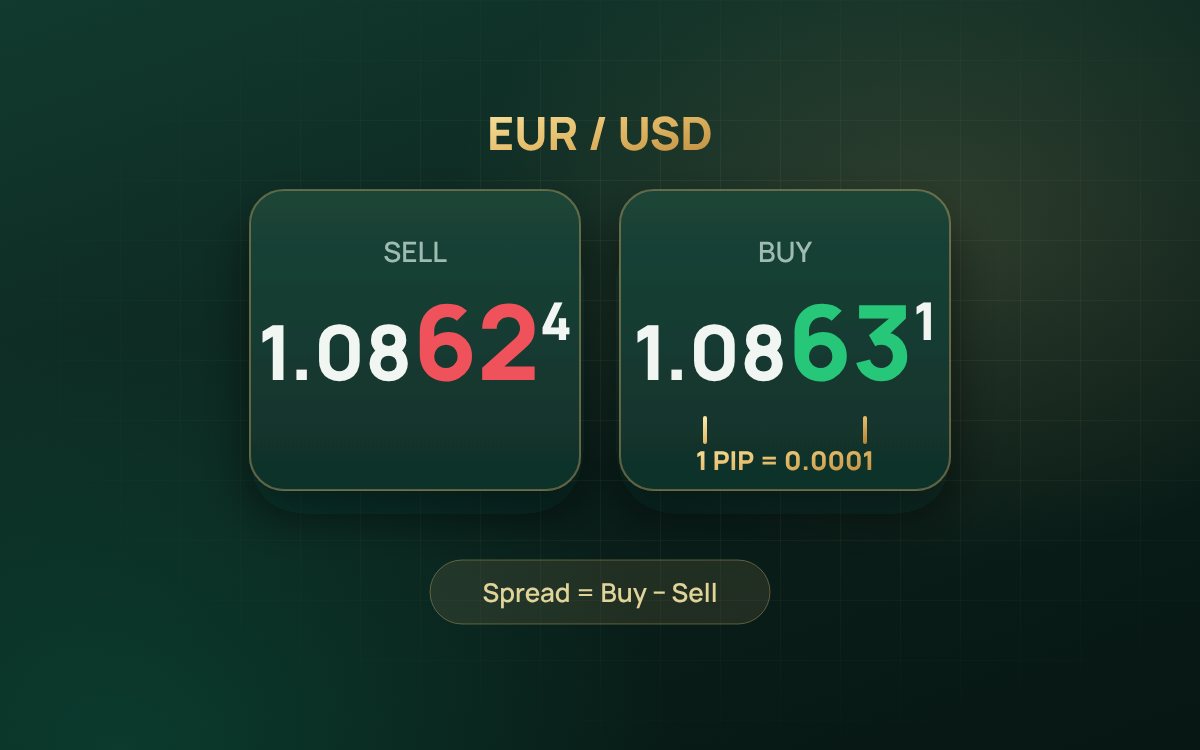 EUR / USD
SELL
1.08624
BUY
1.08631
1 PIP = 0.0001
Spread = Buy − Sell